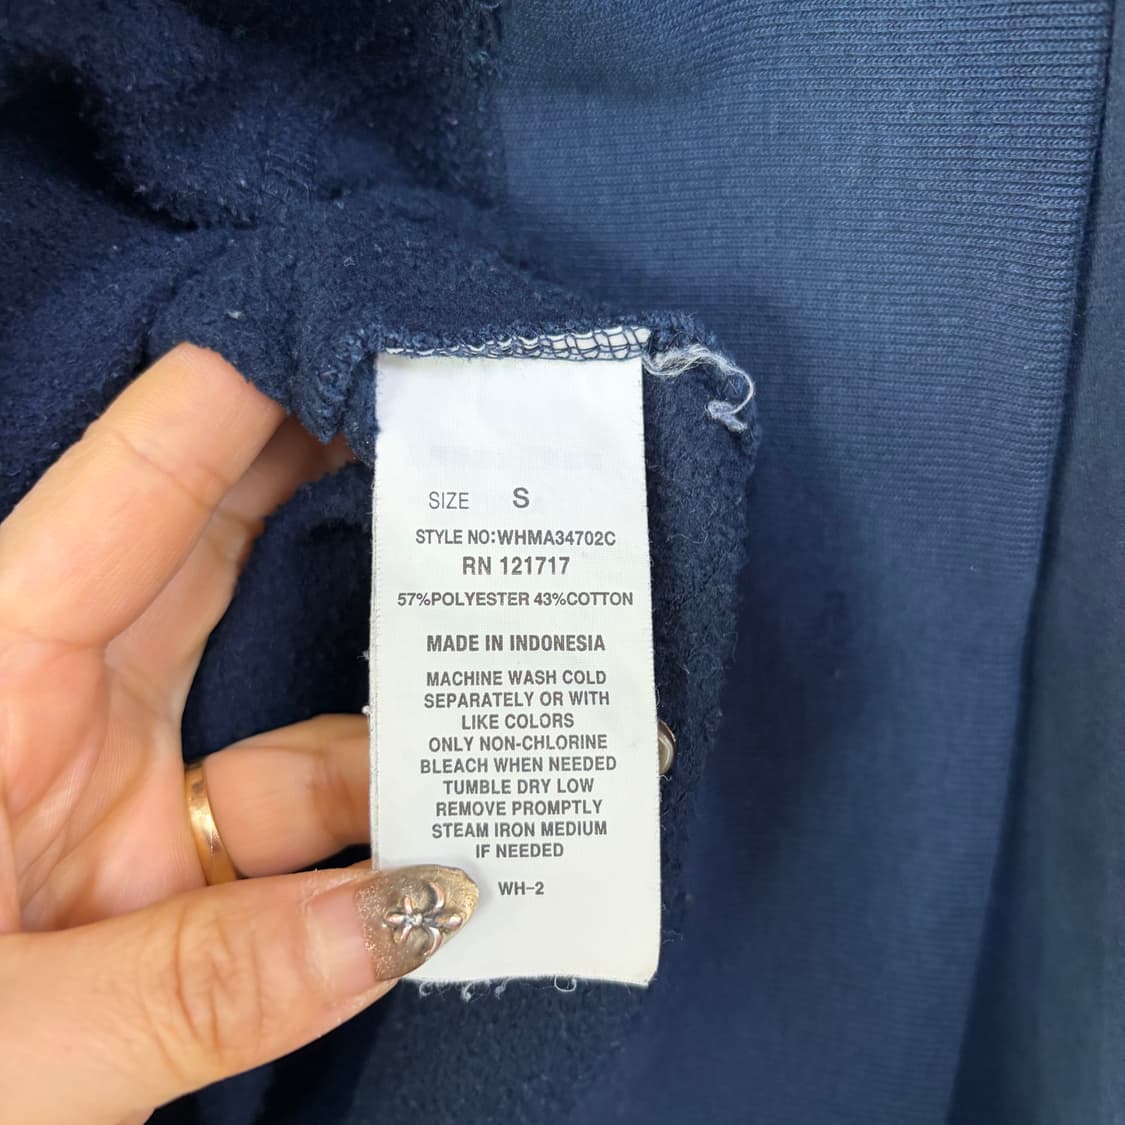 SIZE S
STYLE NO:WHMA34702C
RN 121717
57%POLYESTER 43%COTTON
MADE IN INDONESIA
MACHINE WASH COLD
SEPARATELY OR WITH
LIKE COLORS
ONLY NON-CHLORINE
BLEACH WHEN NEEDED
TUMBLE DRY LOW
REMOVE PROMPTLY
STEAM IRON MEDIUM
IF NEEDED
WH-2